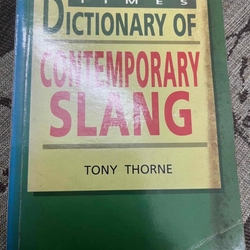 TIMES
DICTIONARY OF
CONTEMPORARY
SLANG
TONY THORNE